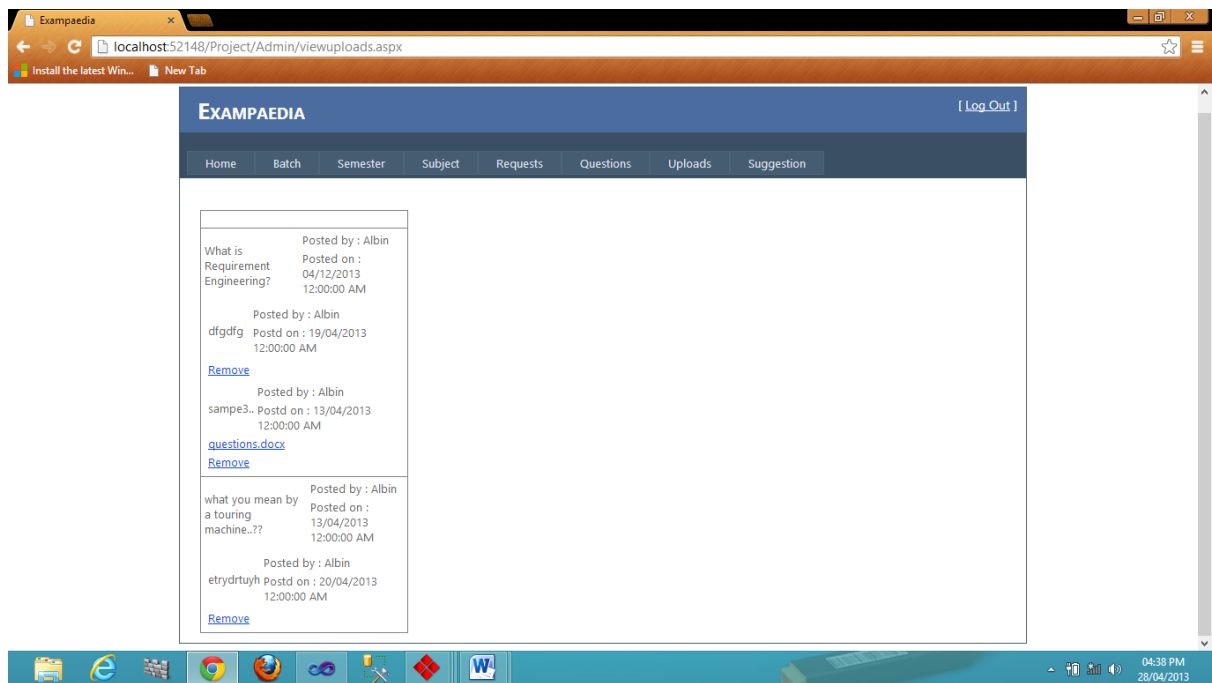 Exampaedia
localhost:52148/Project/Admin/viewuploads.aspx
Install the latest Win... New Tab
EXAMPAEDIA
[ Log Out ]
Home Batch Semester Subject Requests Questions Uploads Suggestion
What is
Requirement
Engineering?
Posted by : Albin
Posted on :
04/12/2013
12:00:00 AM
dfgdfg
Posted by : Albin
Postd on : 19/04/2013
12:00:00 AM
Remove
sampe3..
Posted by : Albin
Postd on : 13/04/2013
12:00:00 AM
questions.docx
Remove
what you mean by
a touring
machine..??
Posted by : Albin
Posted on :
13/04/2013
12:00:00 AM
etrydrtuyh
Posted by : Albin
Postd on : 20/04/2013
12:00:00 AM
Remove
04:38 PM
28/04/2013